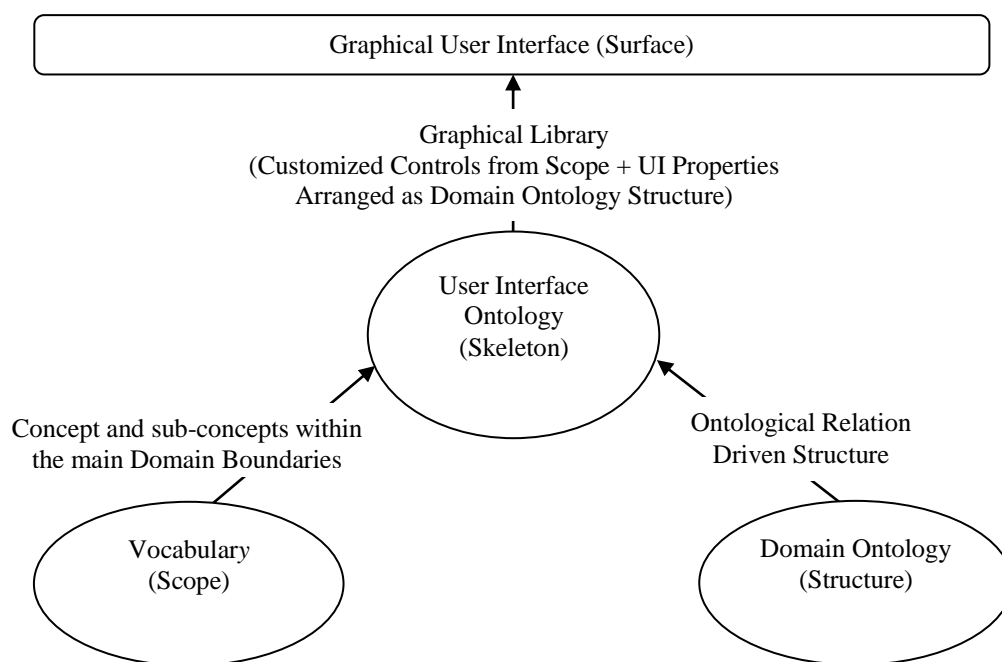 Graphical User Interface (Surface)
Graphical Library
(Customized Controls from Scope + UI Properties
Arranged as Domain Ontology Structure)
User Interface
Ontology
(Skeleton)
Concept and sub-concepts within
the main Domain Boundaries
Ontological Relation
Driven Structure
Vocabulary
(Scope)
Domain Ontology
(Structure)